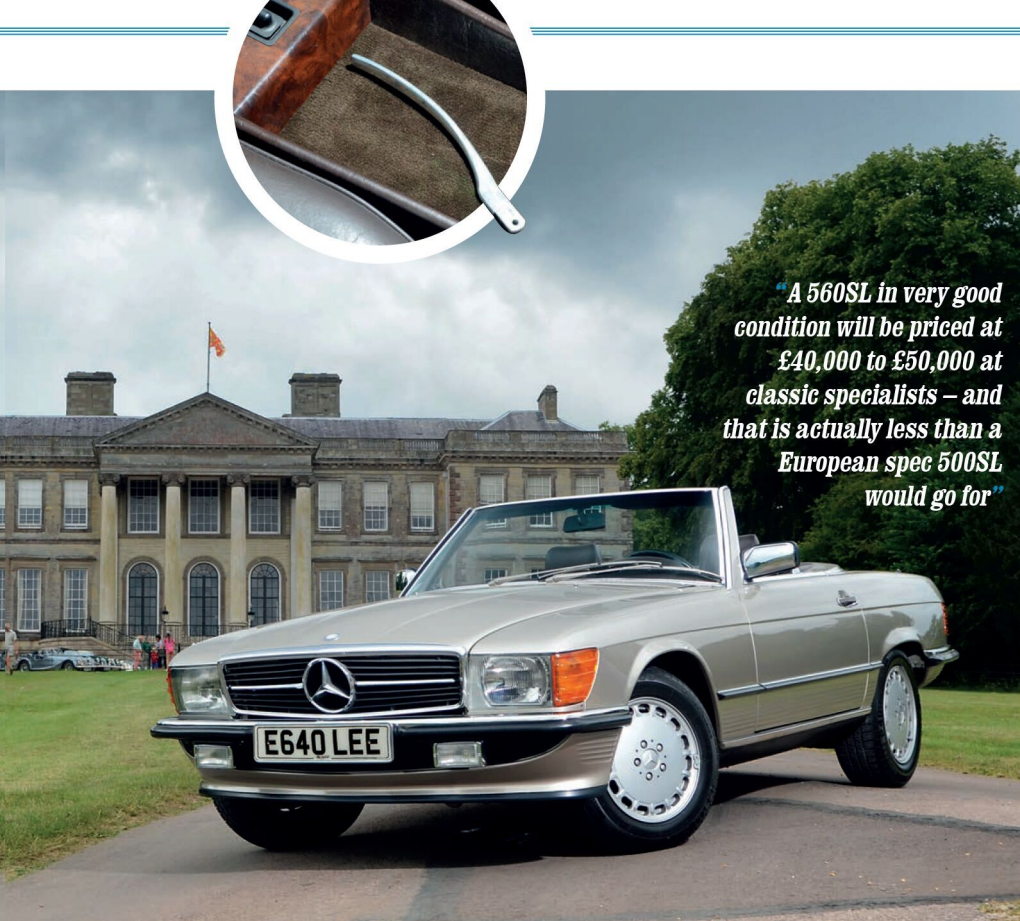 “A 560SL in very good
condition will be priced at
£40,000 to £50,000 at
classic specialists – and
that is actually less than a
European spec 500SL
would go for”
E640 LEE